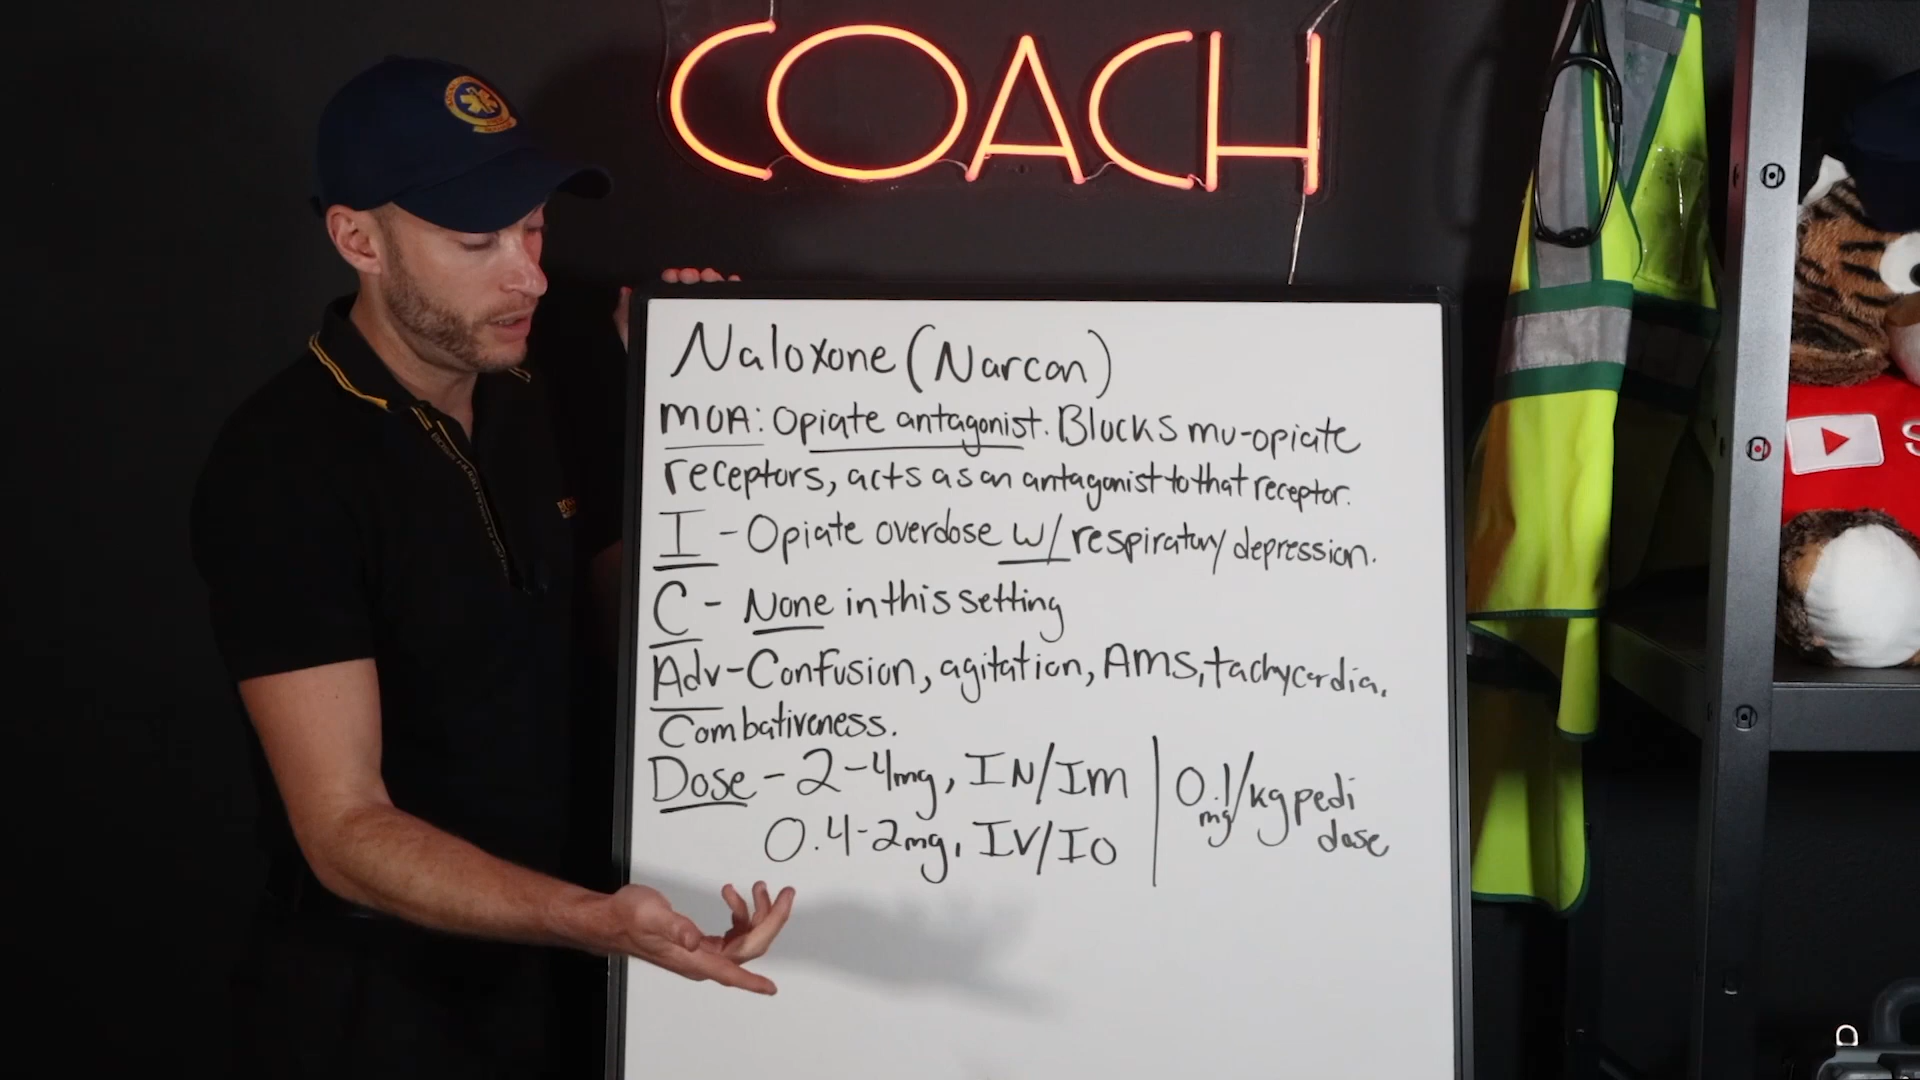 COACH
Naloxone (Narcan)
MOA: Opiate antagonist. Blocks mu-opiate
receptors, acts as an antagonist to that receptor.
I - Opiate overdose w/ respiratory depression.
C - None in this setting
Adv - Confusion, agitation, AMS, tachycardia,
Combativeness.
Dose - 2-4mg, IN/IM
0.4-2mg, IV/IO
0.1/kg pedi
mg
dose